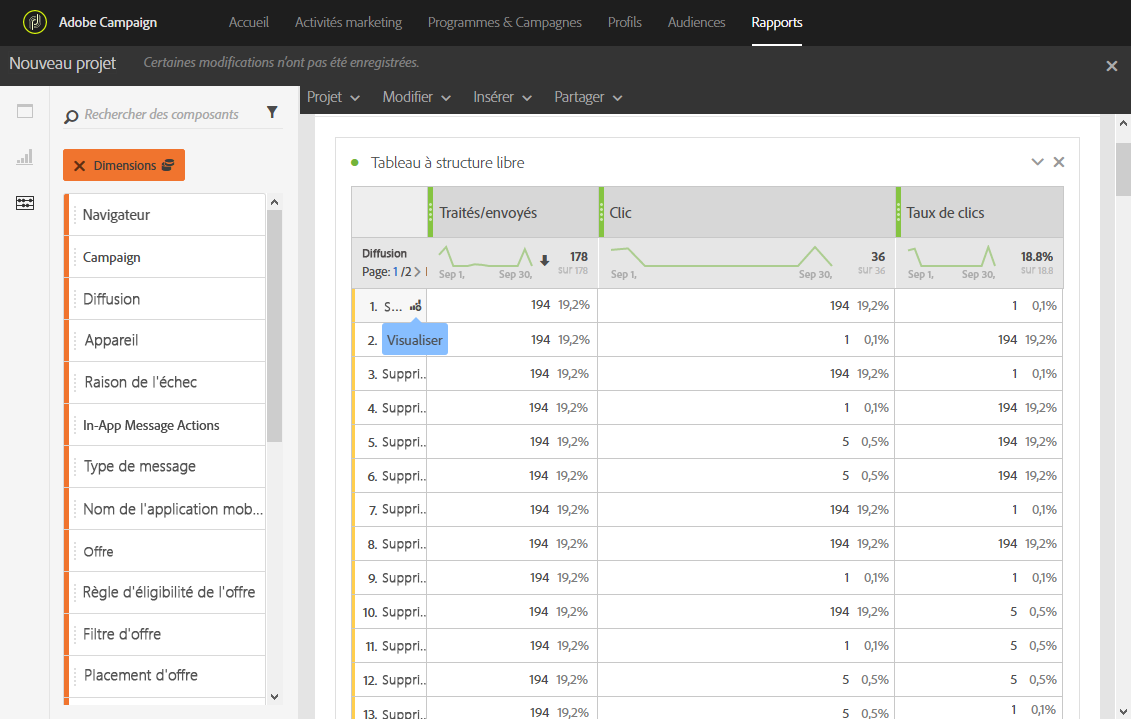 Adobe Campaign Accueil Activités marketing Programmes & Campagnes Profils Audiences Rapports
Nouveau projet Certaines modifications n'ont pas été enregistrées.
Projet Modifier Insérer Partager
Rechercher des composants
Dimensions
Navigateur
Campaign
Diffusion
Appareil
Raison de l'échec
In-App Message Actions
Type de message
Nom de l'application mob...
Offre
Règle d'éligibilité de l'offre
Filtre d'offre
Placement d'offre
Tableau à structure libre
Traités/envoyés Clic Taux de clics
Diffusion
Page: 1 /2
Sep 1, Sep 30, 178 sur 178
Sep 1, Sep 30, 36 sur 36
Sep 1, Sep 30, 18.8% sur 18.8
1. S... 194 19,2% 194 19,2% 1 0,1%
Visualiser
2. 194 19,2% 1 0,1% 194 19,2%
3. Suppri.. 194 19,2% 194 19,2% 1 0,1%
4. Suppri.. 194 19,2% 1 0,1% 194 19,2%
5. Suppri.. 194 19,2% 5 0,5% 194 19,2%
6. Suppri.. 194 19,2% 5 0,5% 194 19,2%
7. Suppri.. 194 19,2% 194 19,2% 1 0,1%
8. Suppri.. 194 19,2% 194 19,2% 194 19,2%
9. Suppri.. 194 19,2% 1 0,1% 1 0,1%
10. Suppri.. 194 19,2% 194 19,2% 5 0,5%
11. Suppri.. 194 19,2% 1 0,1% 5 0,5%
12. Suppri.. 194 19,2% 5 0,5% 5 0,5%
13. Suppri.. 194 19,2% 5 0,5% 1 0,1%